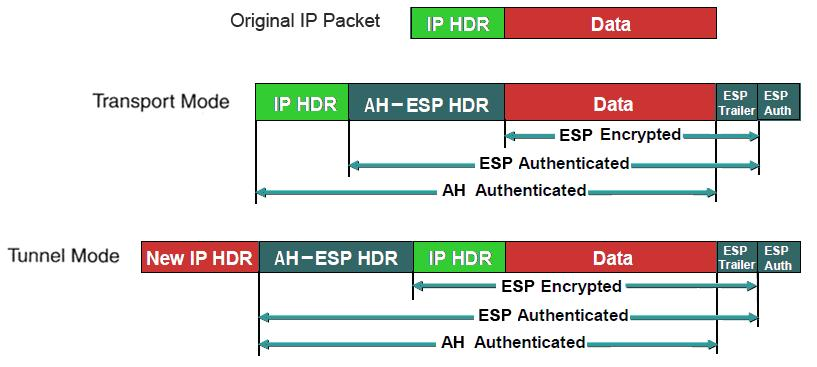 Original IP Packet IP HDR Data
Transport Mode IP HDR AH-ESP HDR Data ESP Trailer ESP Auth
ESP Encrypted
ESP Authenticated
AH Authenticated
Tunnel Mode New IP HDR AH-ESP HDR IP HDR Data ESP Trailer ESP Auth
ESP Encrypted
ESP Authenticated
AH Authenticated